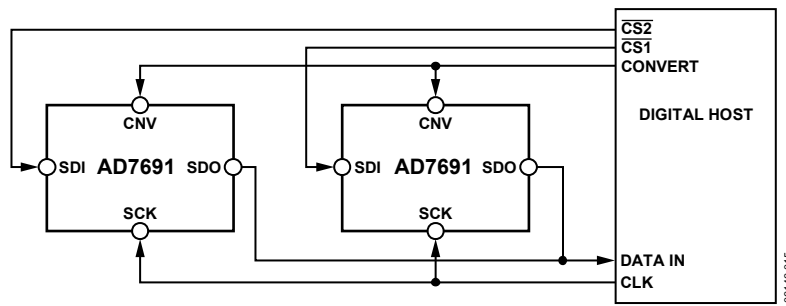 CS2
CS1
CONVERT
DIGITAL HOST
CNV
CNV
SDI AD7691 SDO
SDI AD7691 SDO
SCK
SCK
DATA IN
CLK